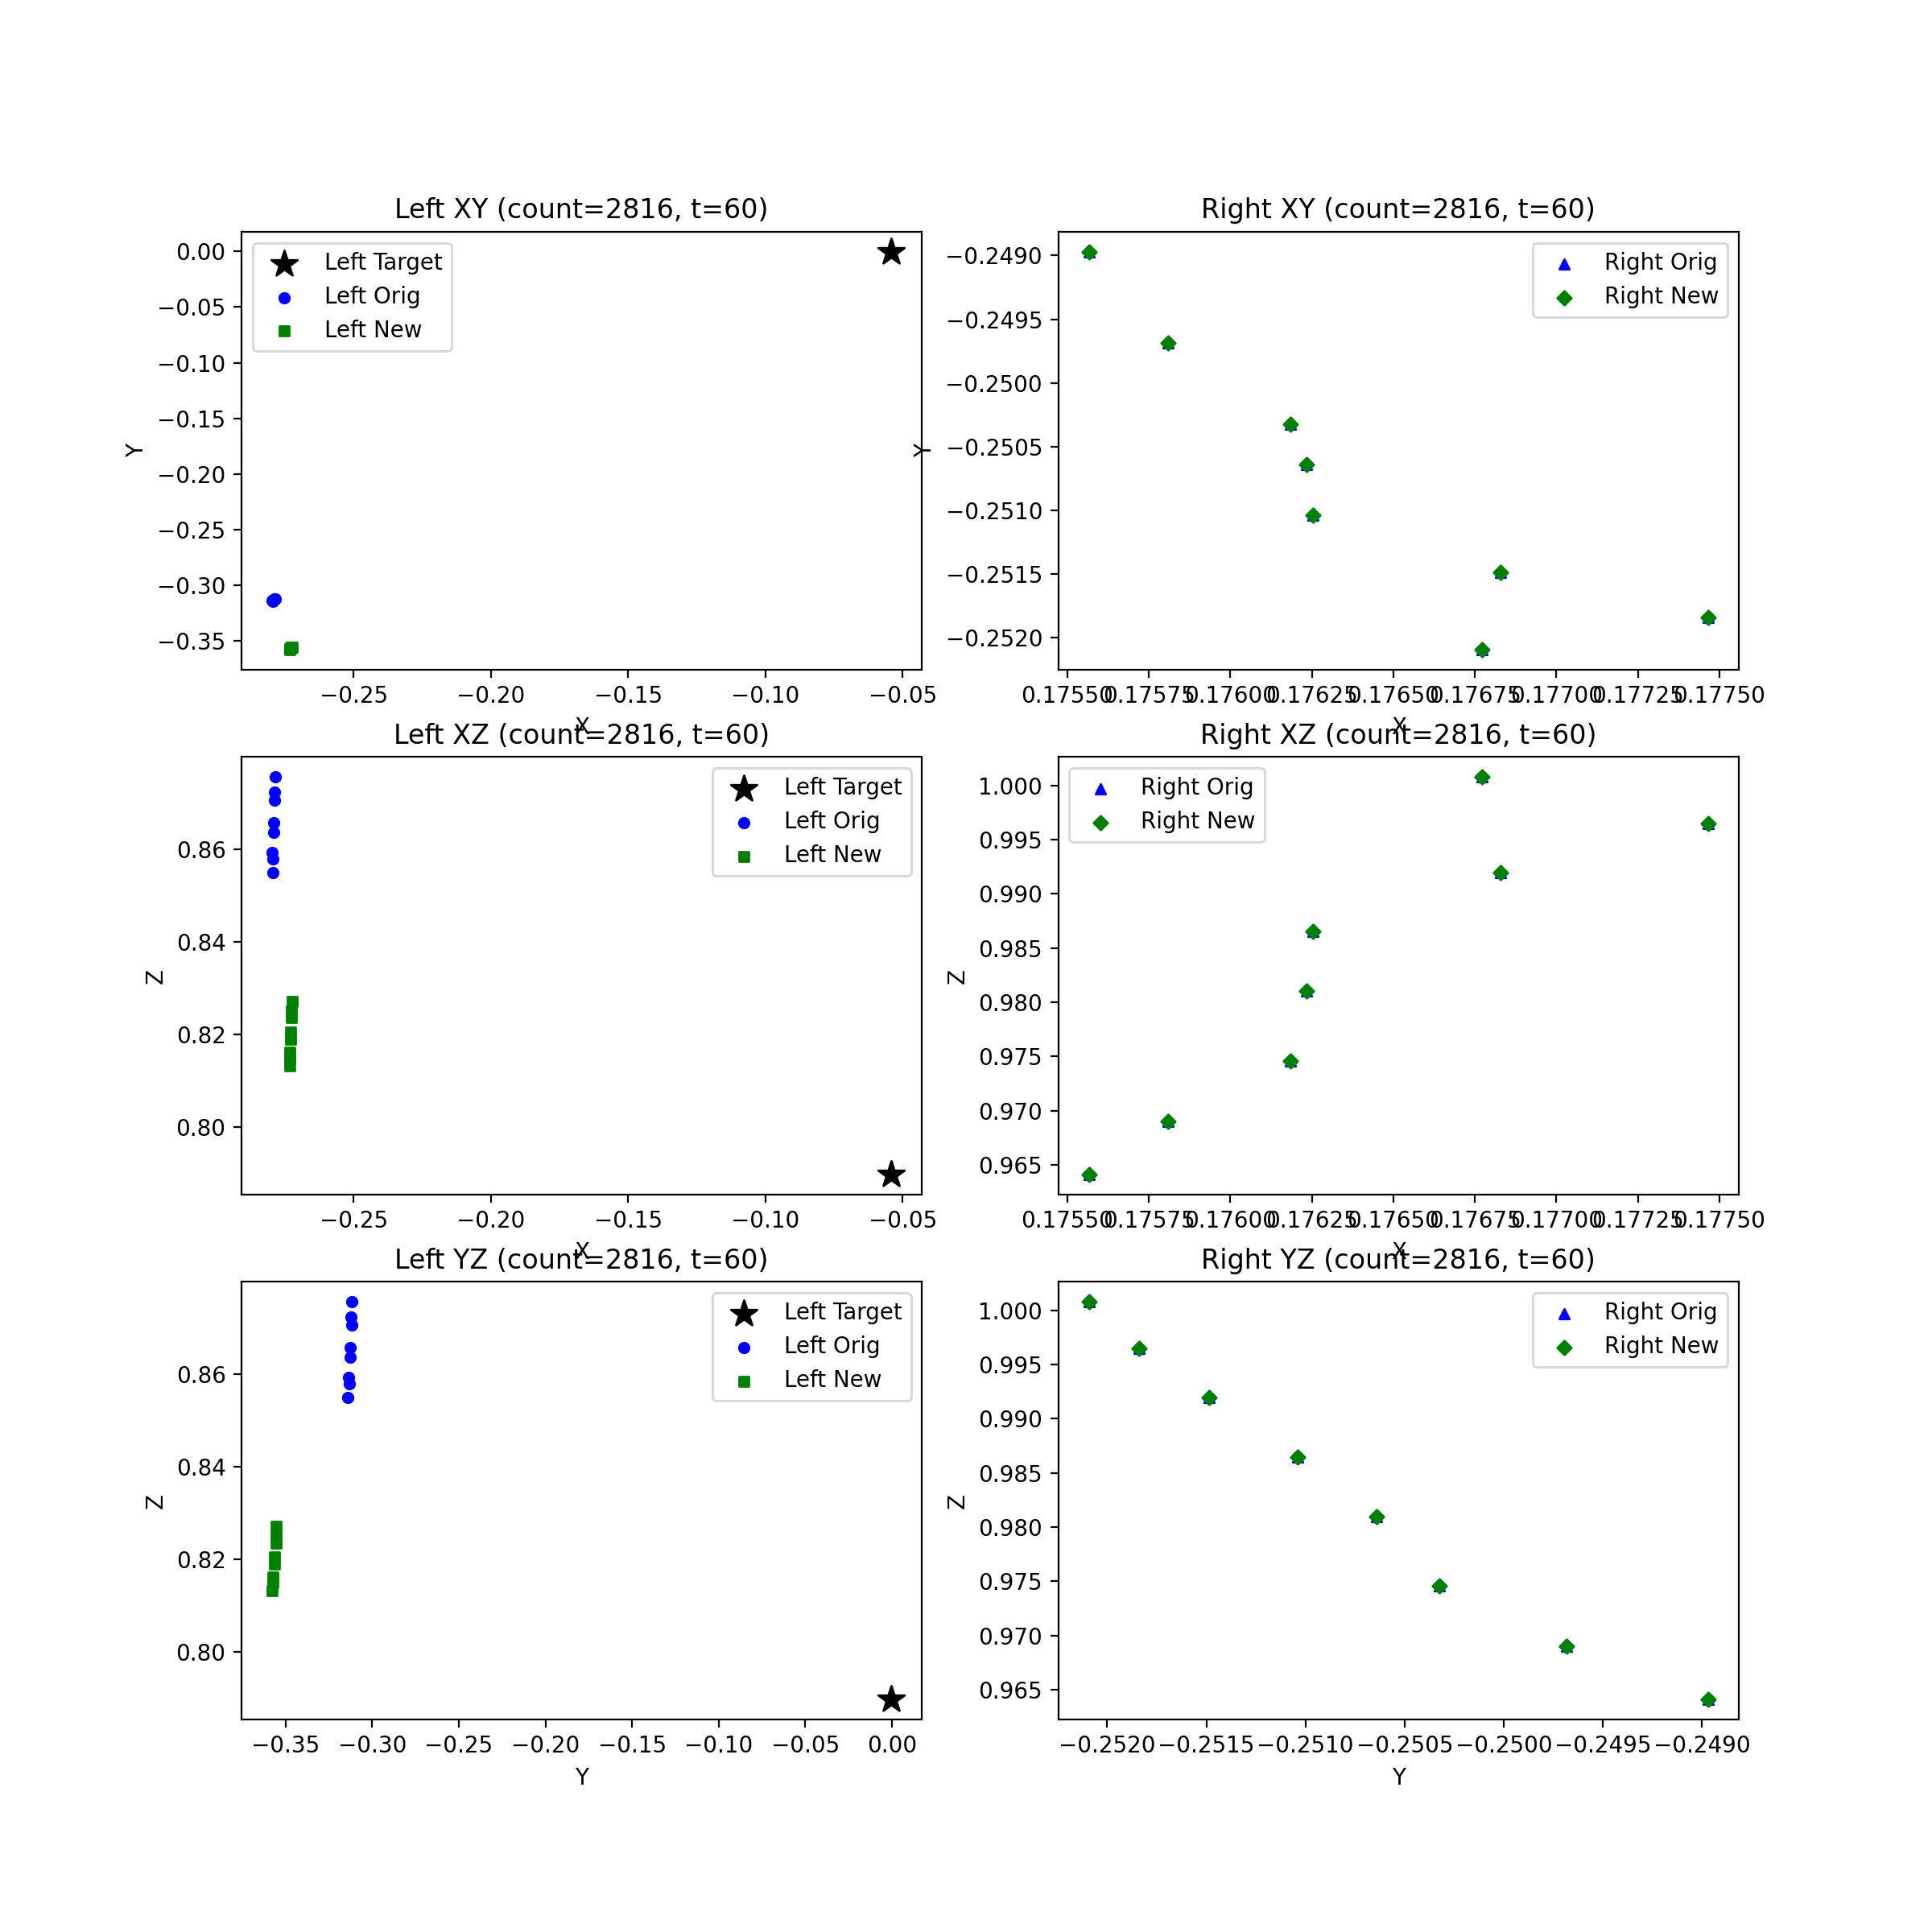 Left XY (count=2816, t=60)
Left Target
Left Orig
Left New
0.00
−0.05
−0.10
−0.15
−0.20
−0.25
−0.30
−0.35
Y
−0.25 −0.20 −0.15 −0.10 −0.05
X
Right XY (count=2816, t=60)
Right Orig
Right New
−0.2490
−0.2495
−0.2500
−0.2505
−0.2510
−0.2515
−0.2520
Y
0.17550 0.17575 0.17600 0.17625 0.17650 0.17675 0.17700 0.17725 0.17750
X
Left XZ (count=2816, t=60)
Left Target
Left Orig
Left New
0.86
0.84
0.82
0.80
Z
−0.25 −0.20 −0.15 −0.10 −0.05
X
Right XZ (count=2816, t=60)
Right Orig
Right New
1.000
0.995
0.990
0.985
0.980
0.975
0.970
0.965
Z
0.17550 0.17575 0.17600 0.17625 0.17650 0.17675 0.17700 0.17725 0.17750
X
Left YZ (count=2816, t=60)
Left Target
Left Orig
Left New
0.86
0.84
0.82
0.80
Z
−0.35 −0.30 −0.25 −0.20 −0.15 −0.10 −0.05 0.00
Y
Right YZ (count=2816, t=60)
Right Orig
Right New
1.000
0.995
0.990
0.985
0.980
0.975
0.970
0.965
Z
−0.2520 −0.2515 −0.2510 −0.2505 −0.2500 −0.2495 −0.2490
Y